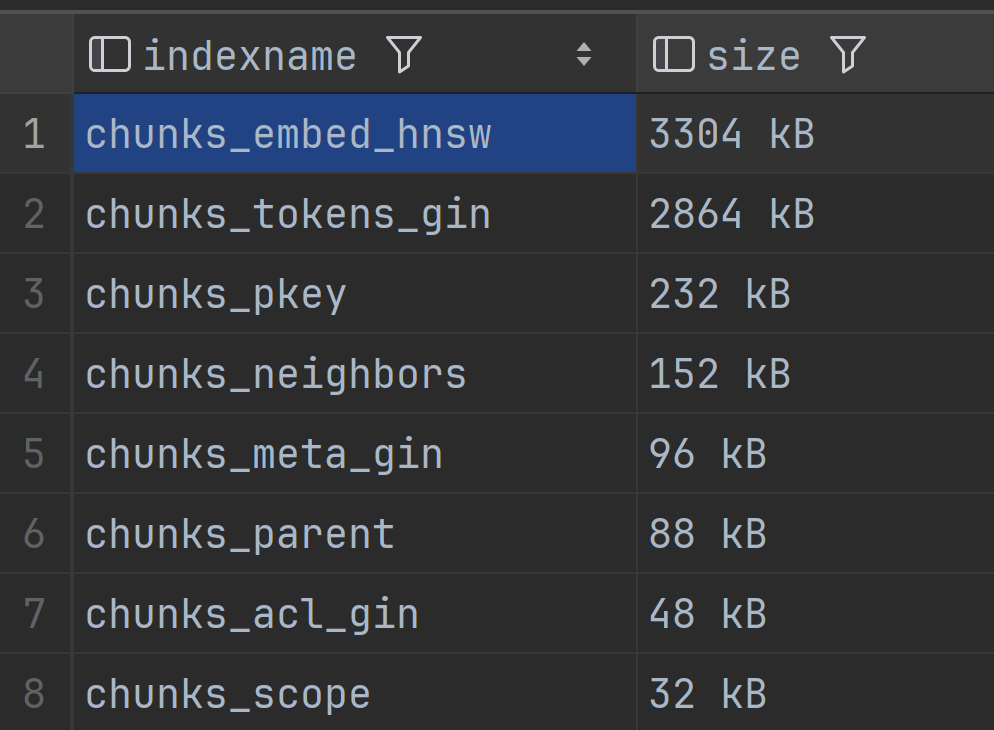 indexname size
1 chunks_embed_hnsw 3304 kB
2 chunks_tokens_gin 2864 kB
3 chunks_pkey 232 kB
4 chunks_neighbors 152 kB
5 chunks_meta_gin 96 kB
6 chunks_parent 88 kB
7 chunks_acl_gin 48 kB
8 chunks_scope 32 kB